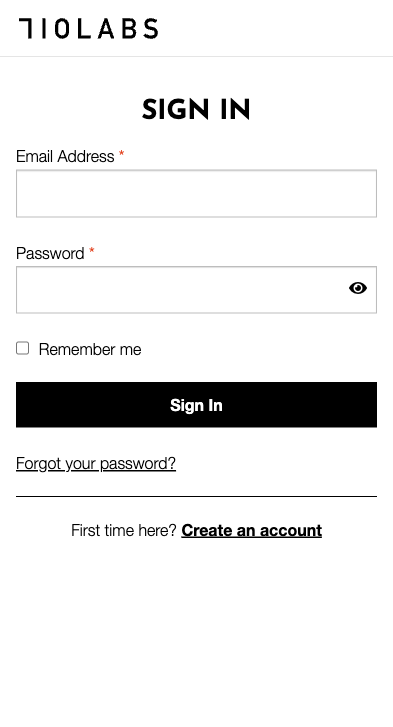 710LABS
SIGN IN
Email Address *
Password *
Remember me
Sign In
Forgot your password?
First time here? Create an account